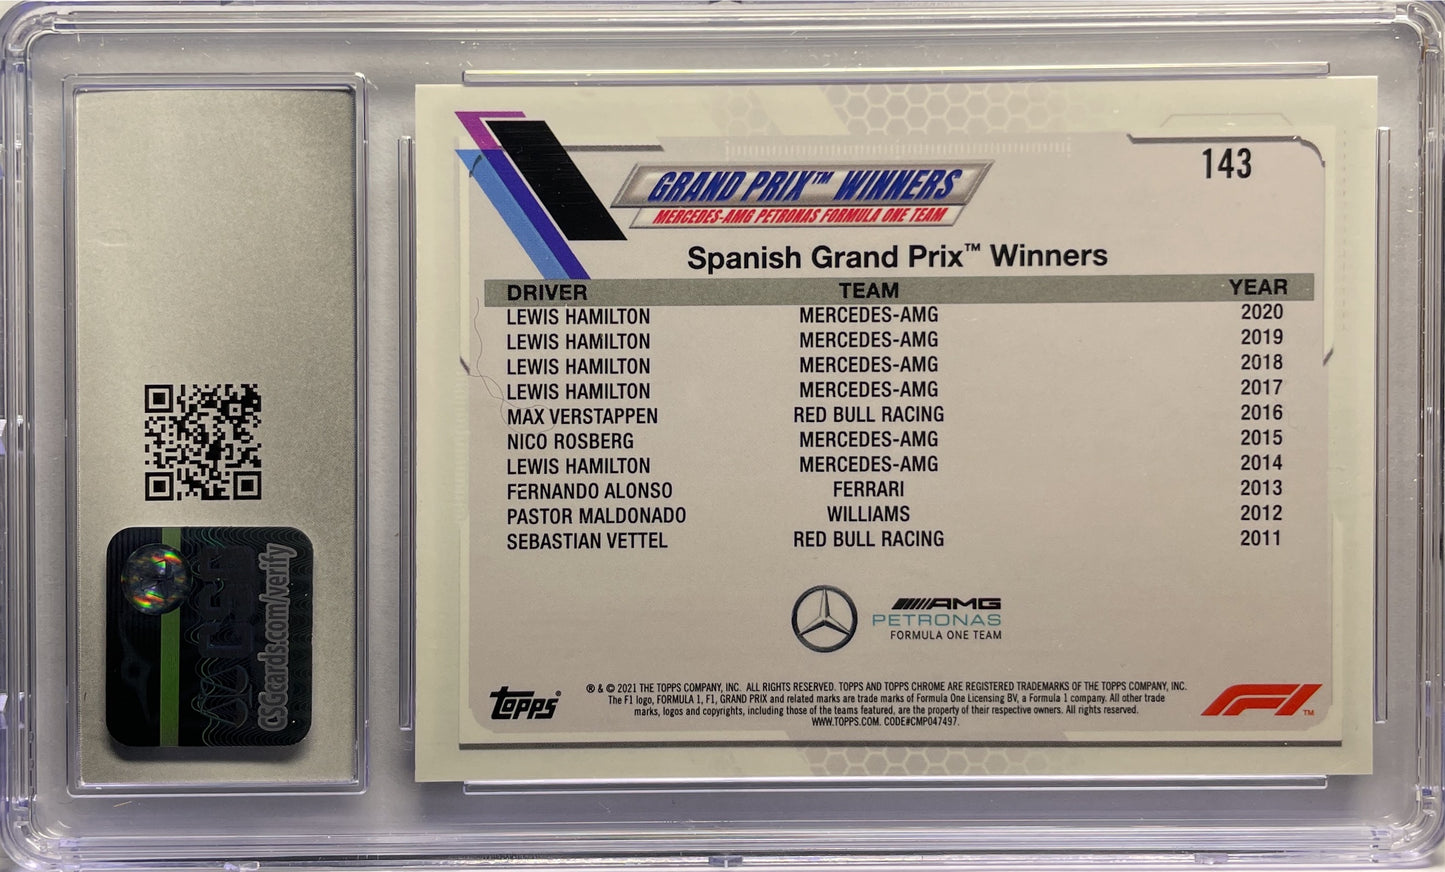 143
GRAND PRIX™ WINNERS
MERCEDES-AMG PETRONAS FORMULA ONE TEAM
Spanish Grand Prix™ Winners
DRIVER TEAM YEAR
LEWIS HAMILTON MERCEDES-AMG 2020
LEWIS HAMILTON MERCEDES-AMG 2019
LEWIS HAMILTON MERCEDES-AMG 2018
LEWIS HAMILTON MERCEDES-AMG 2017
MAX VERSTAPPEN RED BULL RACING 2016
NICO ROSBERG MERCEDES-AMG 2015
LEWIS HAMILTON MERCEDES-AMG 2014
FERNANDO ALONSO FERRARI 2013
PASTOR MALDONADO WILLIAMS 2012
SEBASTIAN VETTEL RED BULL RACING 2011
AMG
PETRONAS
FORMULA ONE TEAM
TOPPS®
® & © 2021 THE TOPPS COMPANY, INC. ALL RIGHTS RESERVED. TOPPS AND TOPPS CHROME ARE REGISTERED TRADEMARKS OF THE TOPPS COMPANY, INC.
The F1 logo, FORMULA 1, F1, GRAND PRIX and related marks are trade marks of Formula One Licensing BV, a Formula 1 company. All other trade
marks, logos and copyrights, including those of the teams featured, are the property of their respective owners. All rights reserved.
WWW.TOPPS.COM. CODE#CMP047497.
F1™
CSGcards.com/verify